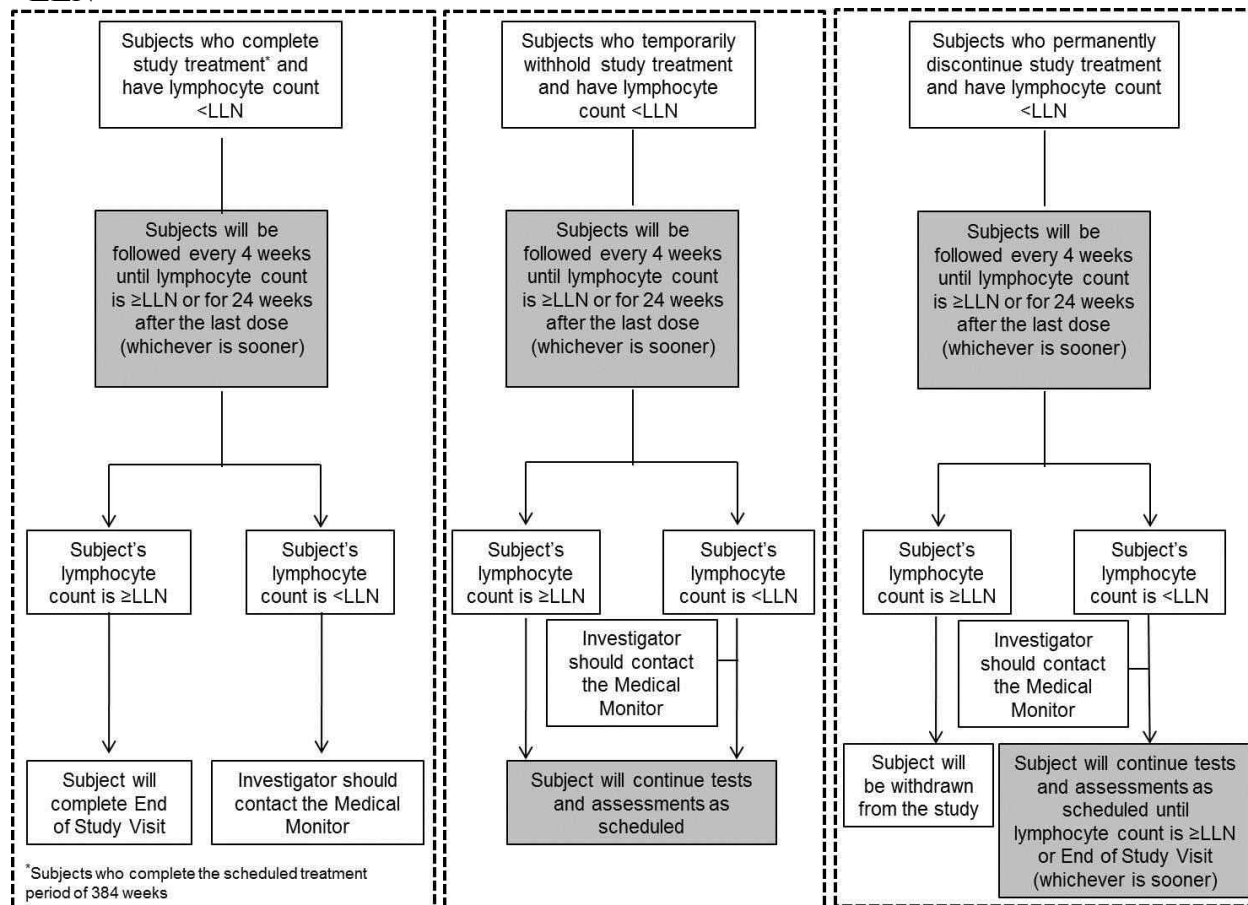 Subjects who complete
study treatment* and
have lymphocyte count
<LLN
Subjects will be
followed every 4 weeks
until lymphocyte count
is ≥LLN or for 24 weeks
after the last dose
(whichever is sooner)
Subject's
lymphocyte
count is ≥LLN
Subject's
lymphocyte
count is <LLN
Subject will
complete End
of Study Visit
Investigator should
contact the Medical
Monitor
*Subjects who complete the scheduled treatment
period of 384 weeks
Subjects who temporarily
withhold study treatment
and have lymphocyte
count <LLN
Subjects will be
followed every 4 weeks
until lymphocyte count
is ≥LLN or for 24 weeks
after the last dose
(whichever is sooner)
Subject's
lymphocyte
count is ≥LLN
Subject's
lymphocyte
count is <LLN
Investigator
should contact
the Medical
Monitor
Subject will continue tests
and assessments as
scheduled
Subjects who permanently
discontinue study treatment
and have lymphocyte count
<LLN
Subjects will be
followed every 4 weeks
until lymphocyte count
is ≥LLN or for 24 weeks
after the last dose
(whichever is sooner)
Subject's
lymphocyte
count is ≥LLN
Subject's
lymphocyte
count is <LLN
Investigator
should contact
the Medical
Monitor
Subject will
be withdrawn
from the study
Subject will continue tests
and assessments as
scheduled until
lymphocyte count is ≥LLN
or End of Study Visit
(whichever is sooner)